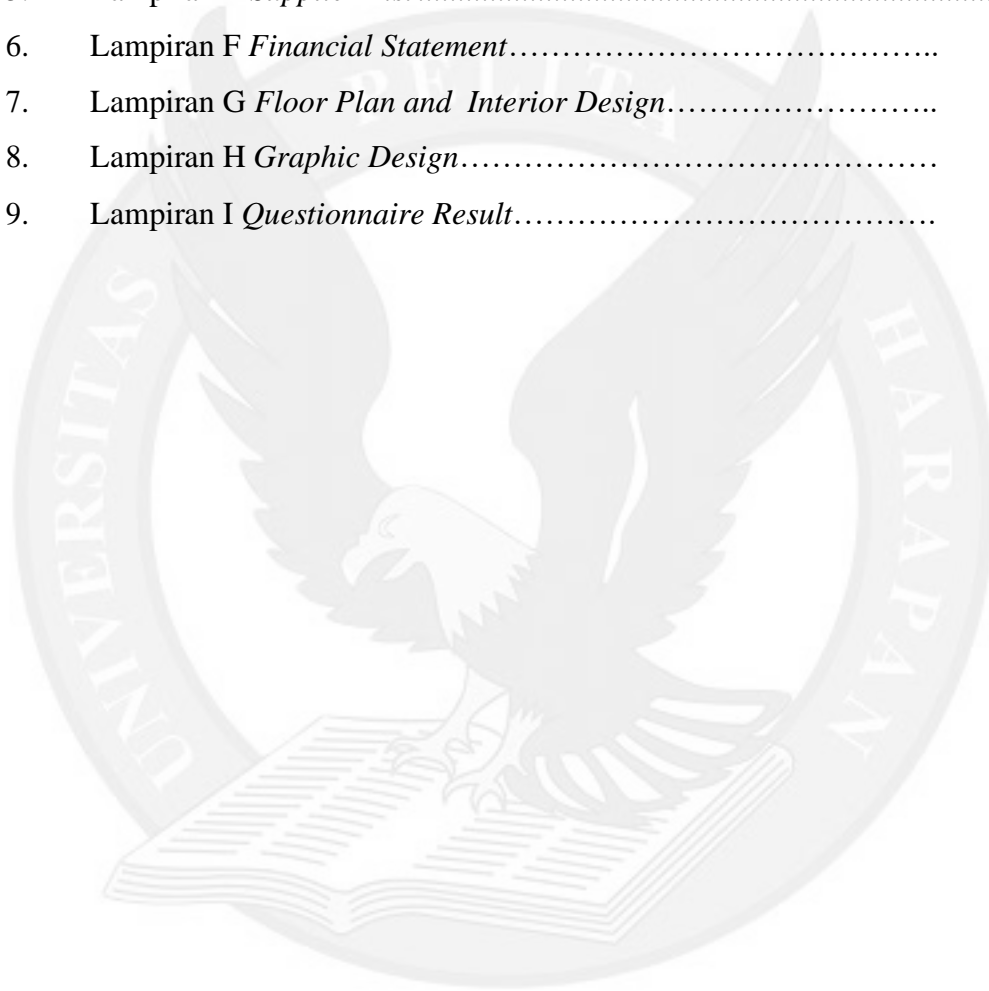 6. Lampiran F Financial Statement…………………………………..
7. Lampiran G Floor Plan and Interior Design……………………..
8. Lampiran H Graphic Design………………………………………
9. Lampiran I Questionnaire Result………………………………….
UNIVERSITAS PELITA HARAPAN